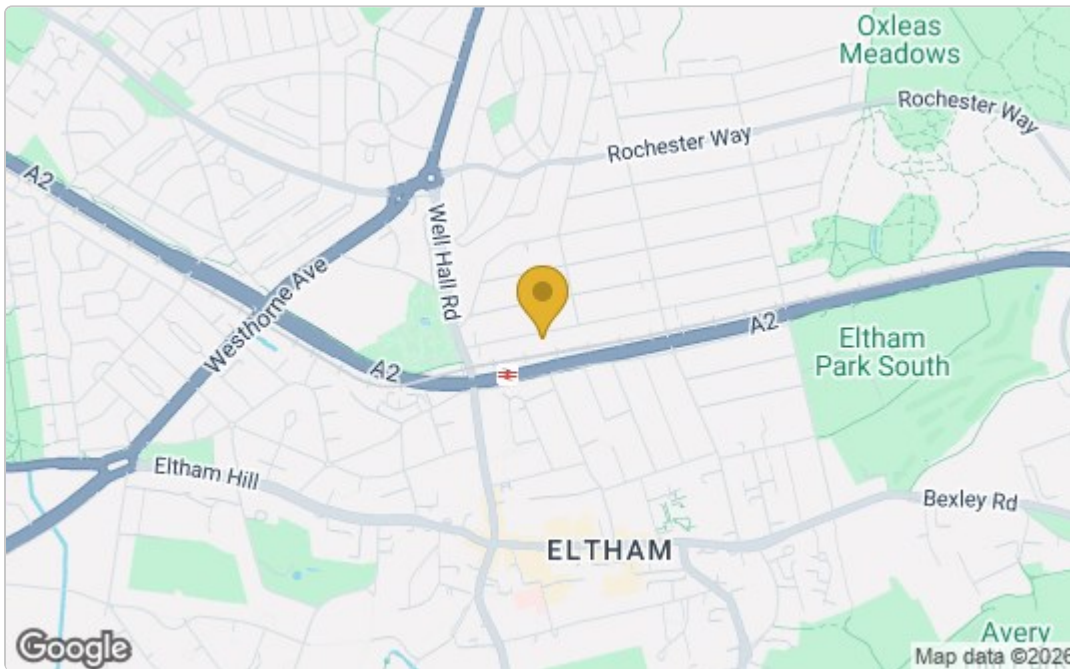 Oxleas
Meadows
Rochester Way
Rochester Way
A2
Well Hall Rd
Westhorne Ave
A2
A2
Eltham
Park South
Eltham Hill
Bexley Rd
ELTHAM
Avery
Google
Map data ©2026